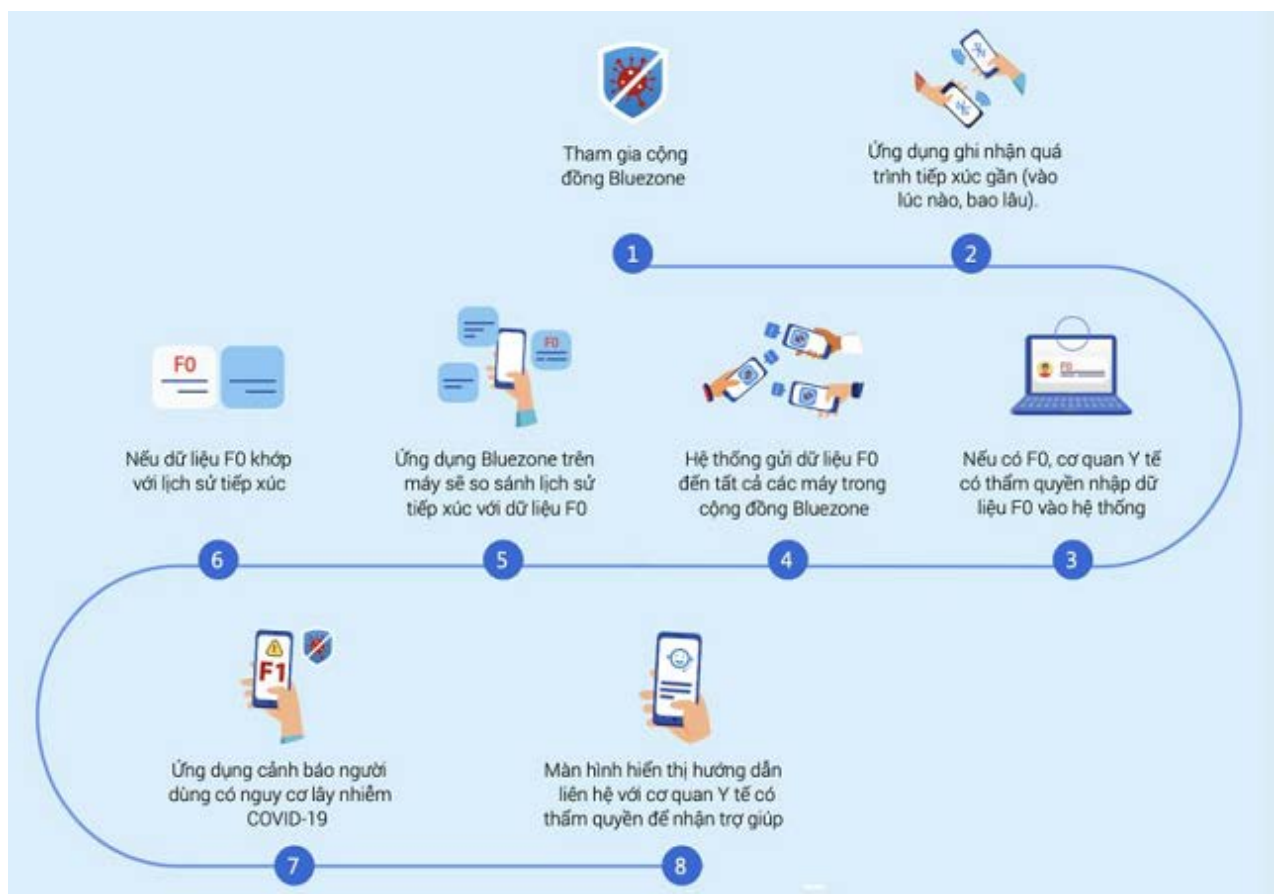 Tham gia cộng
đồng Bluezone
1
Ứng dụng ghi nhận quá
trình tiếp xúc gần (vào
lúc nào, bao lâu).
2
F0
Nếu có F0, cơ quan Y tế
có thẩm quyền nhập dữ
liệu F0 vào hệ thống
3
Hệ thống gửi dữ liệu F0
đến tất cả các máy trong
cộng đồng Bluezone
4
F0
Ứng dụng Bluezone trên
máy sẽ so sánh lịch sử
tiếp xúc với dữ liệu F0
5
F0
Nếu dữ liệu F0 khớp
với lịch sử tiếp xúc
6
F1
Ứng dụng cảnh báo người
dùng có nguy cơ lây nhiễm
COVID-19
7
Màn hình hiển thị hướng dẫn
liên hệ với cơ quan Y tế có
thẩm quyền để nhận trợ giúp
8